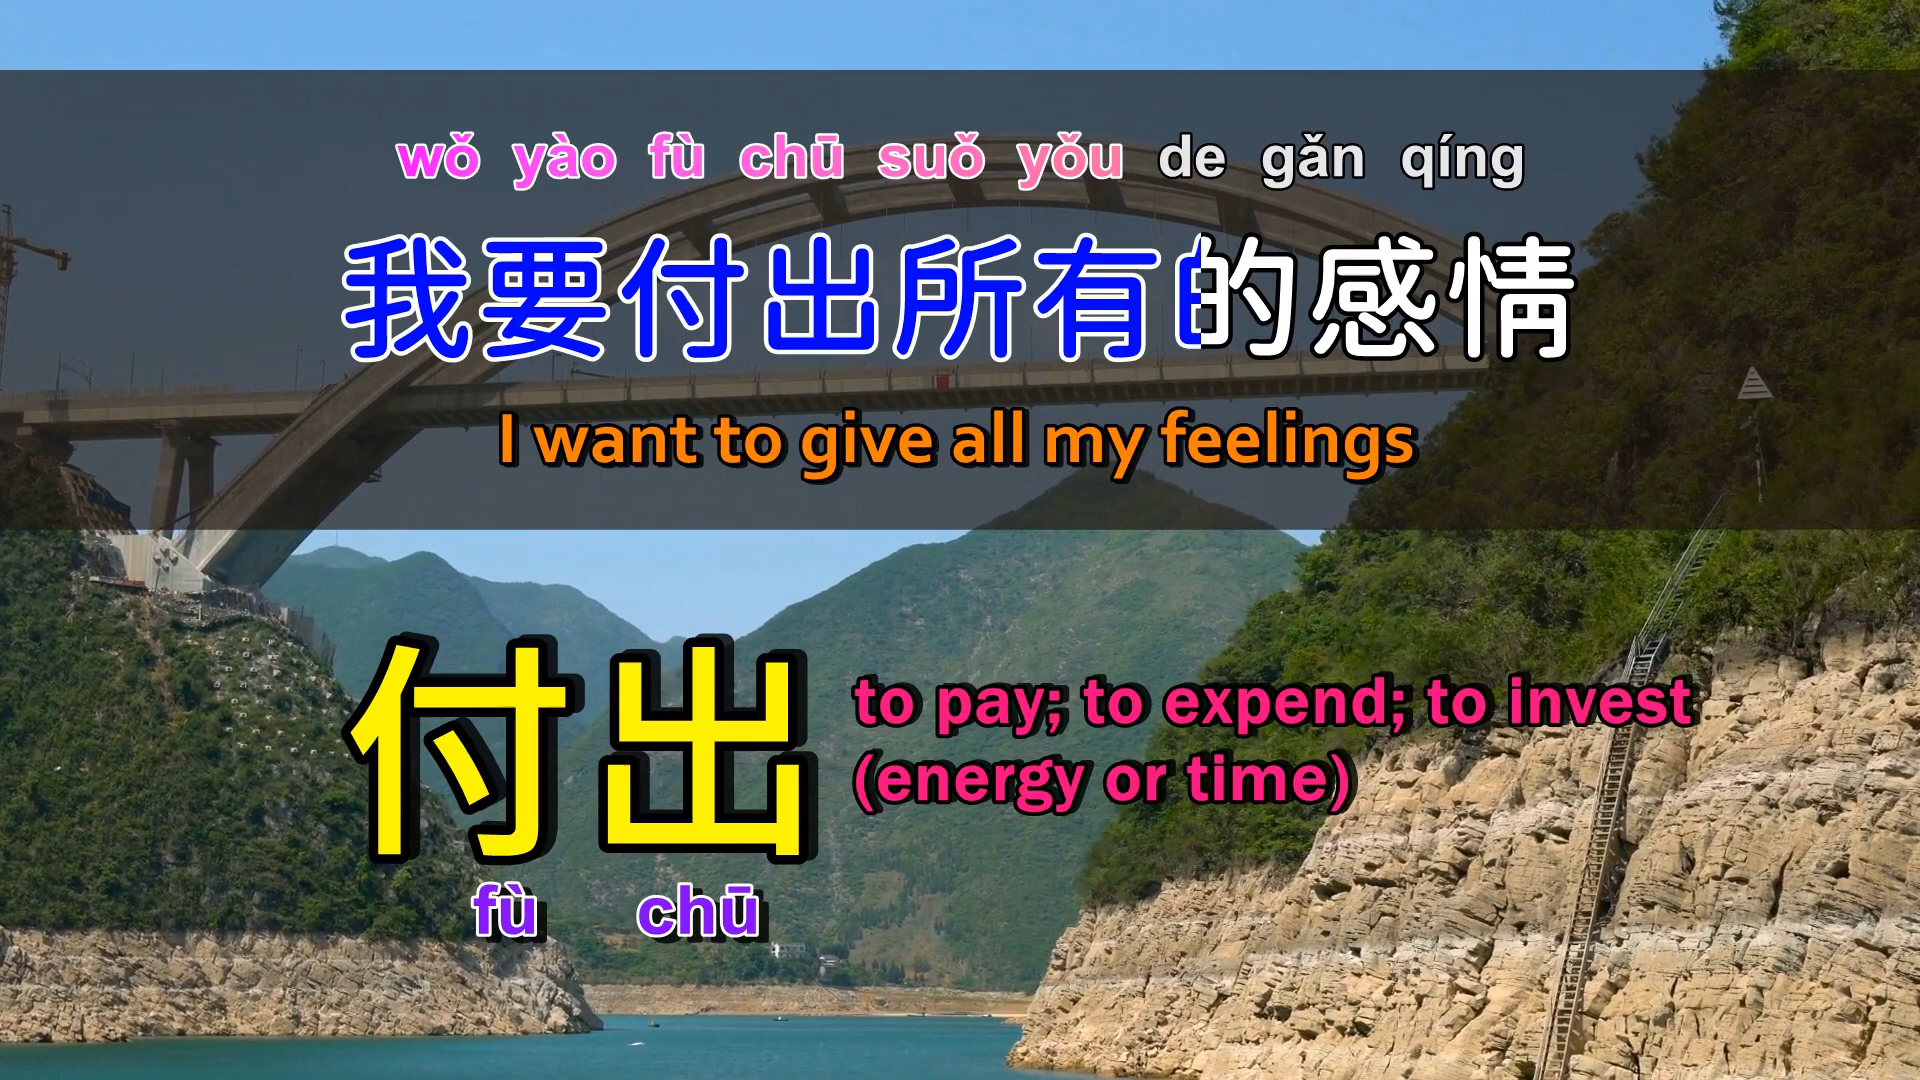 wǒ yào fù chū suǒ yǒu de gǎn qíng
我要付出所有的感情
I want to give all my feelings
付出
to pay; to expend; to invest
(energy or time)
fù chū